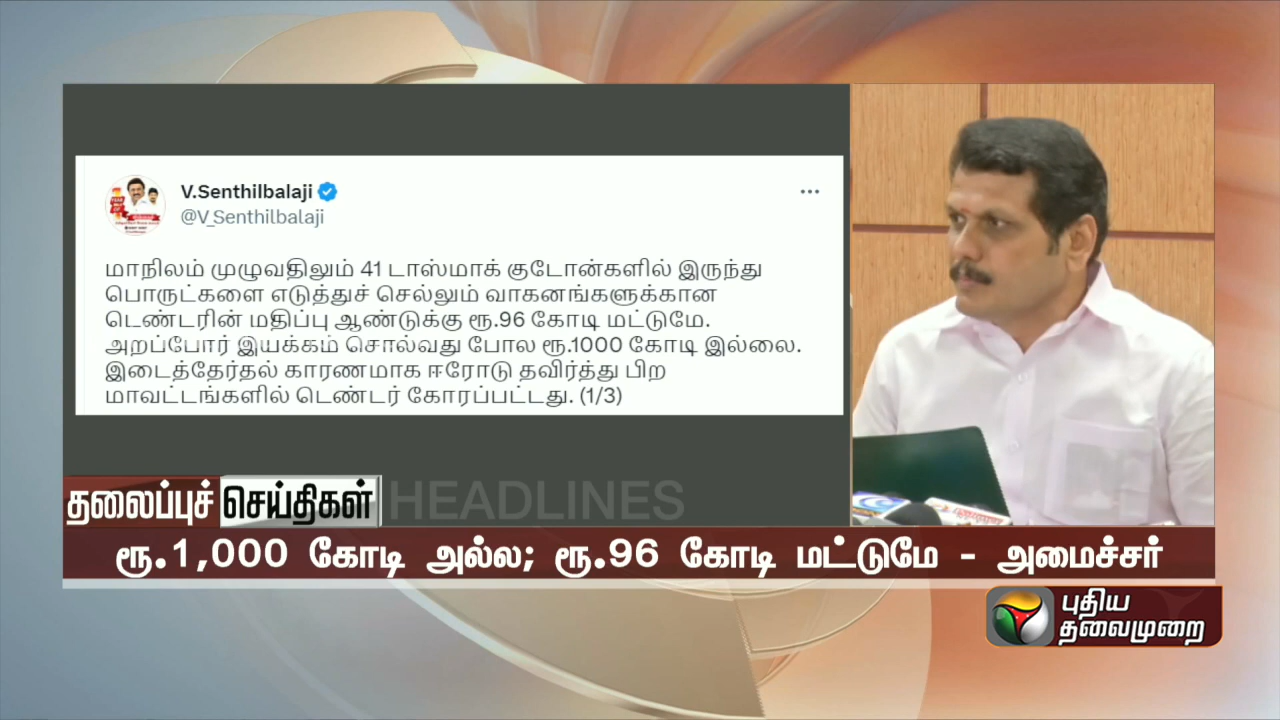 V.Senthilbalaji
@V_Senthilbalaji
மாநிலம் முழுவதிலும் 41 டாஸ்மாக் குடோன்களில் இருந்து
பொருட்களை எடுத்துச் செல்லும் வாகனங்களுக்கான
டெண்டரின் மதிப்பு ஆண்டுக்கு ரூ.96 கோடி மட்டுமே.
அறப்போர் இயக்கம் சொல்வது போல ரூ.1000 கோடி இல்லை.
இடைத்தேர்தல் காரணமாக ஈரோடு தவிர்த்து பிற
மாவட்டங்களில் டெண்டர் கோரப்பட்டது. (1/3)
தலைப்புச் செய்திகள் HEADLINES
ரூ.1,000 கோடி அல்ல; ரூ.96 கோடி மட்டுமே - அமைச்சர்
புதிய
தலைமுறை